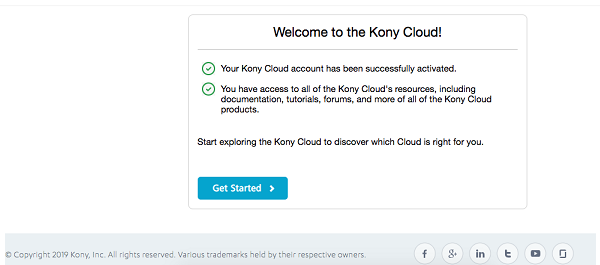 Welcome to the Kony Cloud!
Your Kony Cloud account has been successfully activated.
You have access to all of the Kony Cloud's resources, including
documentation, tutorials, forums, and more of all of the Kony Cloud
products.
Start exploring the Kony Cloud to discover which Cloud is right for you.
Get Started
© Copyright 2019 Kony, Inc. All rights reserved. Various trademarks held by their respective owners.